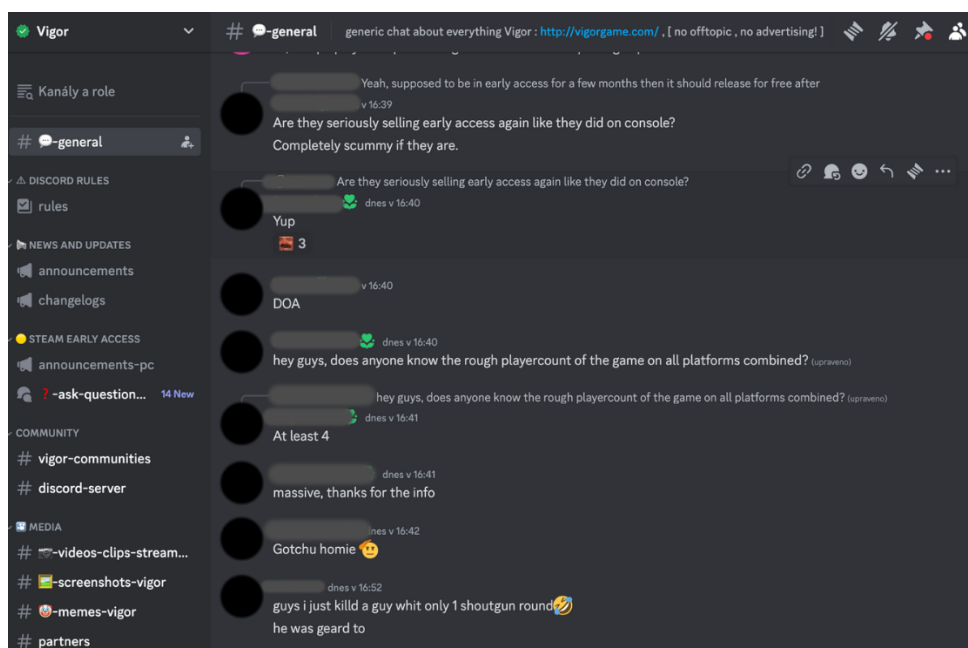 Vigor
Kanály a role
💬-general
⚠ DISCORD RULES
rules
NEWS AND UPDATES
announcements
changelogs
🟡 STEAM EARLY ACCESS
announcements-pc
❓-ask-question... 14 New
COMMUNITY
vigor-communities
discord-server
MEDIA
-videos-clips-stream...
-screenshots-vigor
🤡-memes-vigor
partners
💬-general generic chat about everything Vigor : http://vigorgame.com/ , [ no offtopic , no advertising! ]
Yeah, supposed to be in early access for a few months then it should release for free after
v 16:39
Are they seriously selling early access again like they did on console?
Completely scummy if they are.
Are they seriously selling early access again like they did on console?
dnes v 16:40
Yup
3
v 16:40
DOA
dnes v 16:40
hey guys, does anyone know the rough playercount of the game on all platforms combined? (upraveno)
hey guys, does anyone know the rough playercount of the game on all platforms combined? (upraveno)
dnes v 16:41
At least 4
dnes v 16:41
massive, thanks for the info
v 16:42
Gotchu homie 🫡
dnes v 16:52
guys i just killd a guy whit only 1 shoutgun round🤣
he was geard to